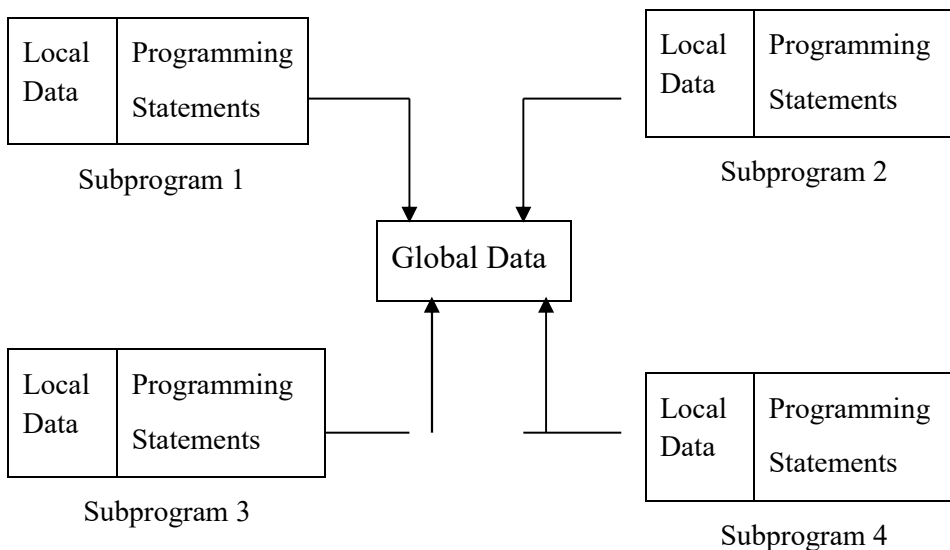 Local
Data
Programming
Statements
Subprogram 1
Local
Data
Programming
Statements
Subprogram 2
Global Data
Local
Data
Programming
Statements
Subprogram 3
Local
Data
Programming
Statements
Subprogram 4